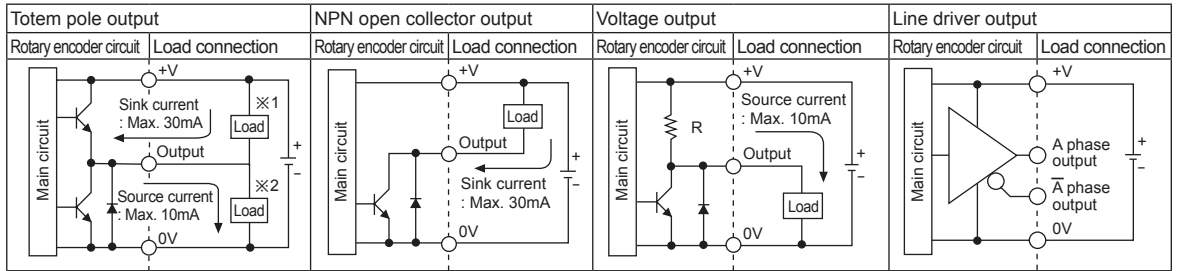 Totem pole output
NPN open collector output
Voltage output
Line driver output
Rotary encoder circuit
Load connection
Rotary encoder circuit
Load connection
Rotary encoder circuit
Load connection
Rotary encoder circuit
Load connection
Main circuit
+V
Sink current
: Max. 30mA
※1
Load
Output
Source current
: Max. 10mA
※2
Load
0V
+
−
Main circuit
+V
Load
Output
Sink current
: Max. 30mA
0V
+
−
Main circuit
+V
Source current
: Max. 10mA
R
Output
Load
0V
+
−
Main circuit
+V
A phase
output
A̅ phase
output
0V
+
−